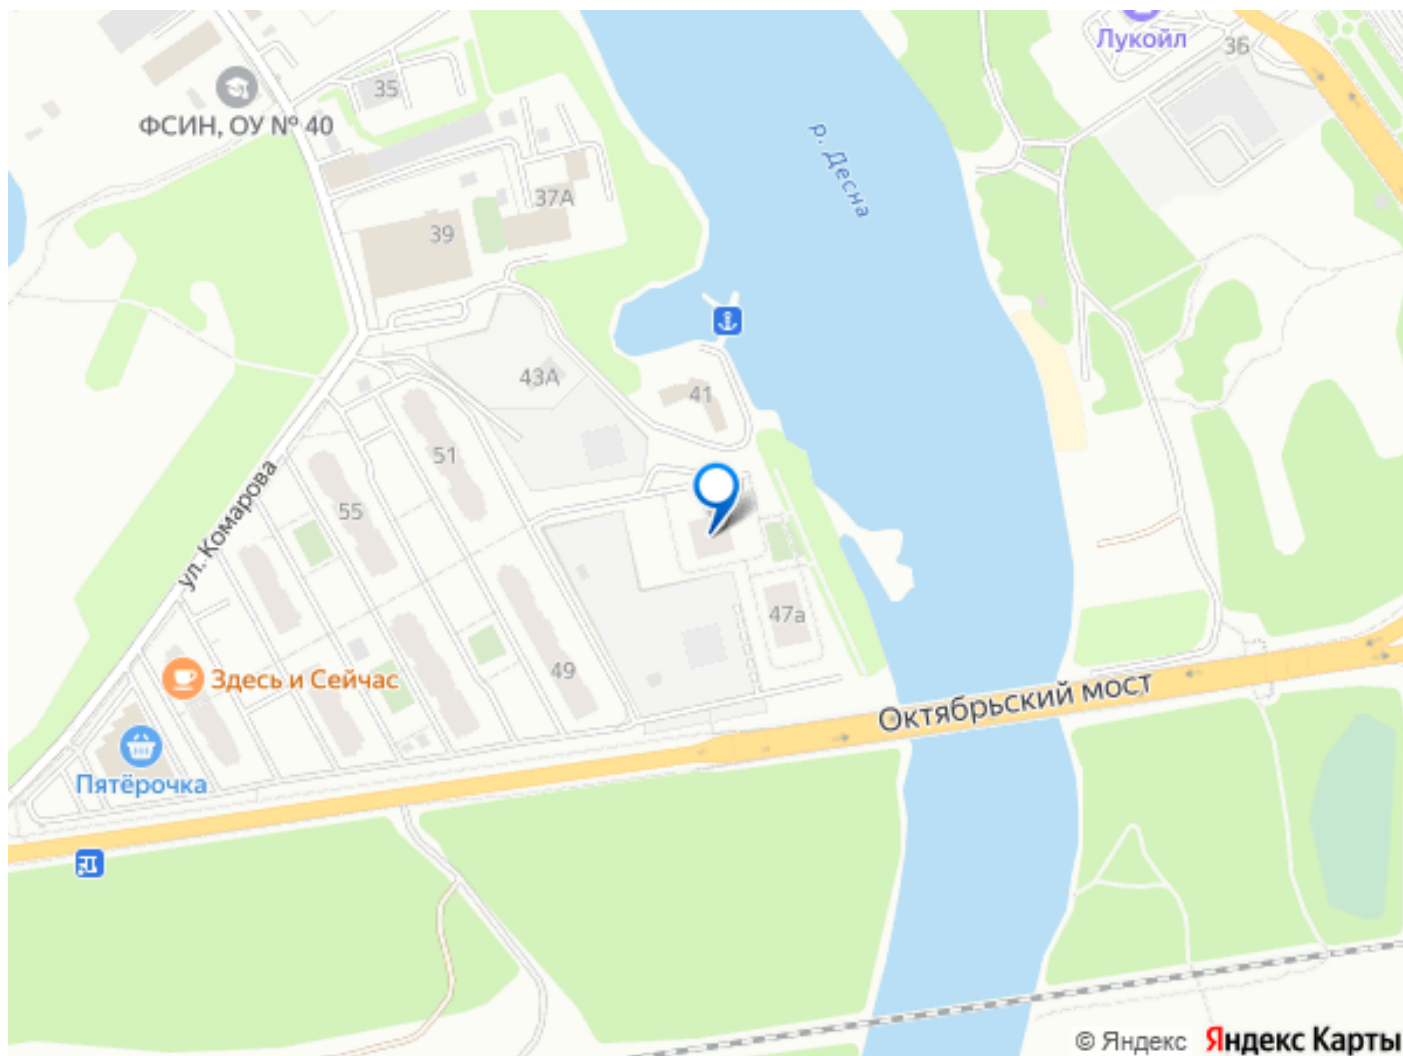 Лукойл
36
35
ФСИН, ОУ № 40
р. Десна
37А
39
43А
41
51
ул. Комарова
55
47а
49
Здесь и Сейчас
Октябрьский мост
Пятёрочка
© Яндекс Яндекс Карты